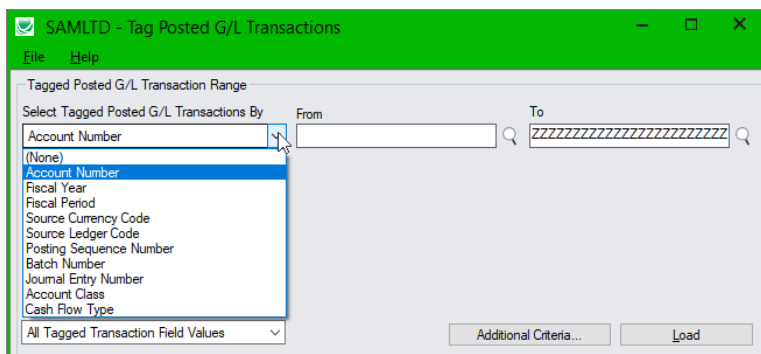 SAMLTD - Tag Posted G/L Transactions
File Help
Tagged Posted G/L Transaction Range
Select Tagged Posted G/L Transactions By From To
Account Number ZZZZZZZZZZZZZZZZZZZZZZZZ
(None)
Account Number
Fiscal Year
Fiscal Period
Source Currency Code
Source Ledger Code
Posting Sequence Number
Batch Number
Journal Entry Number
Account Class
Cash Flow Type
All Tagged Transaction Field Values Additional Criteria... Load